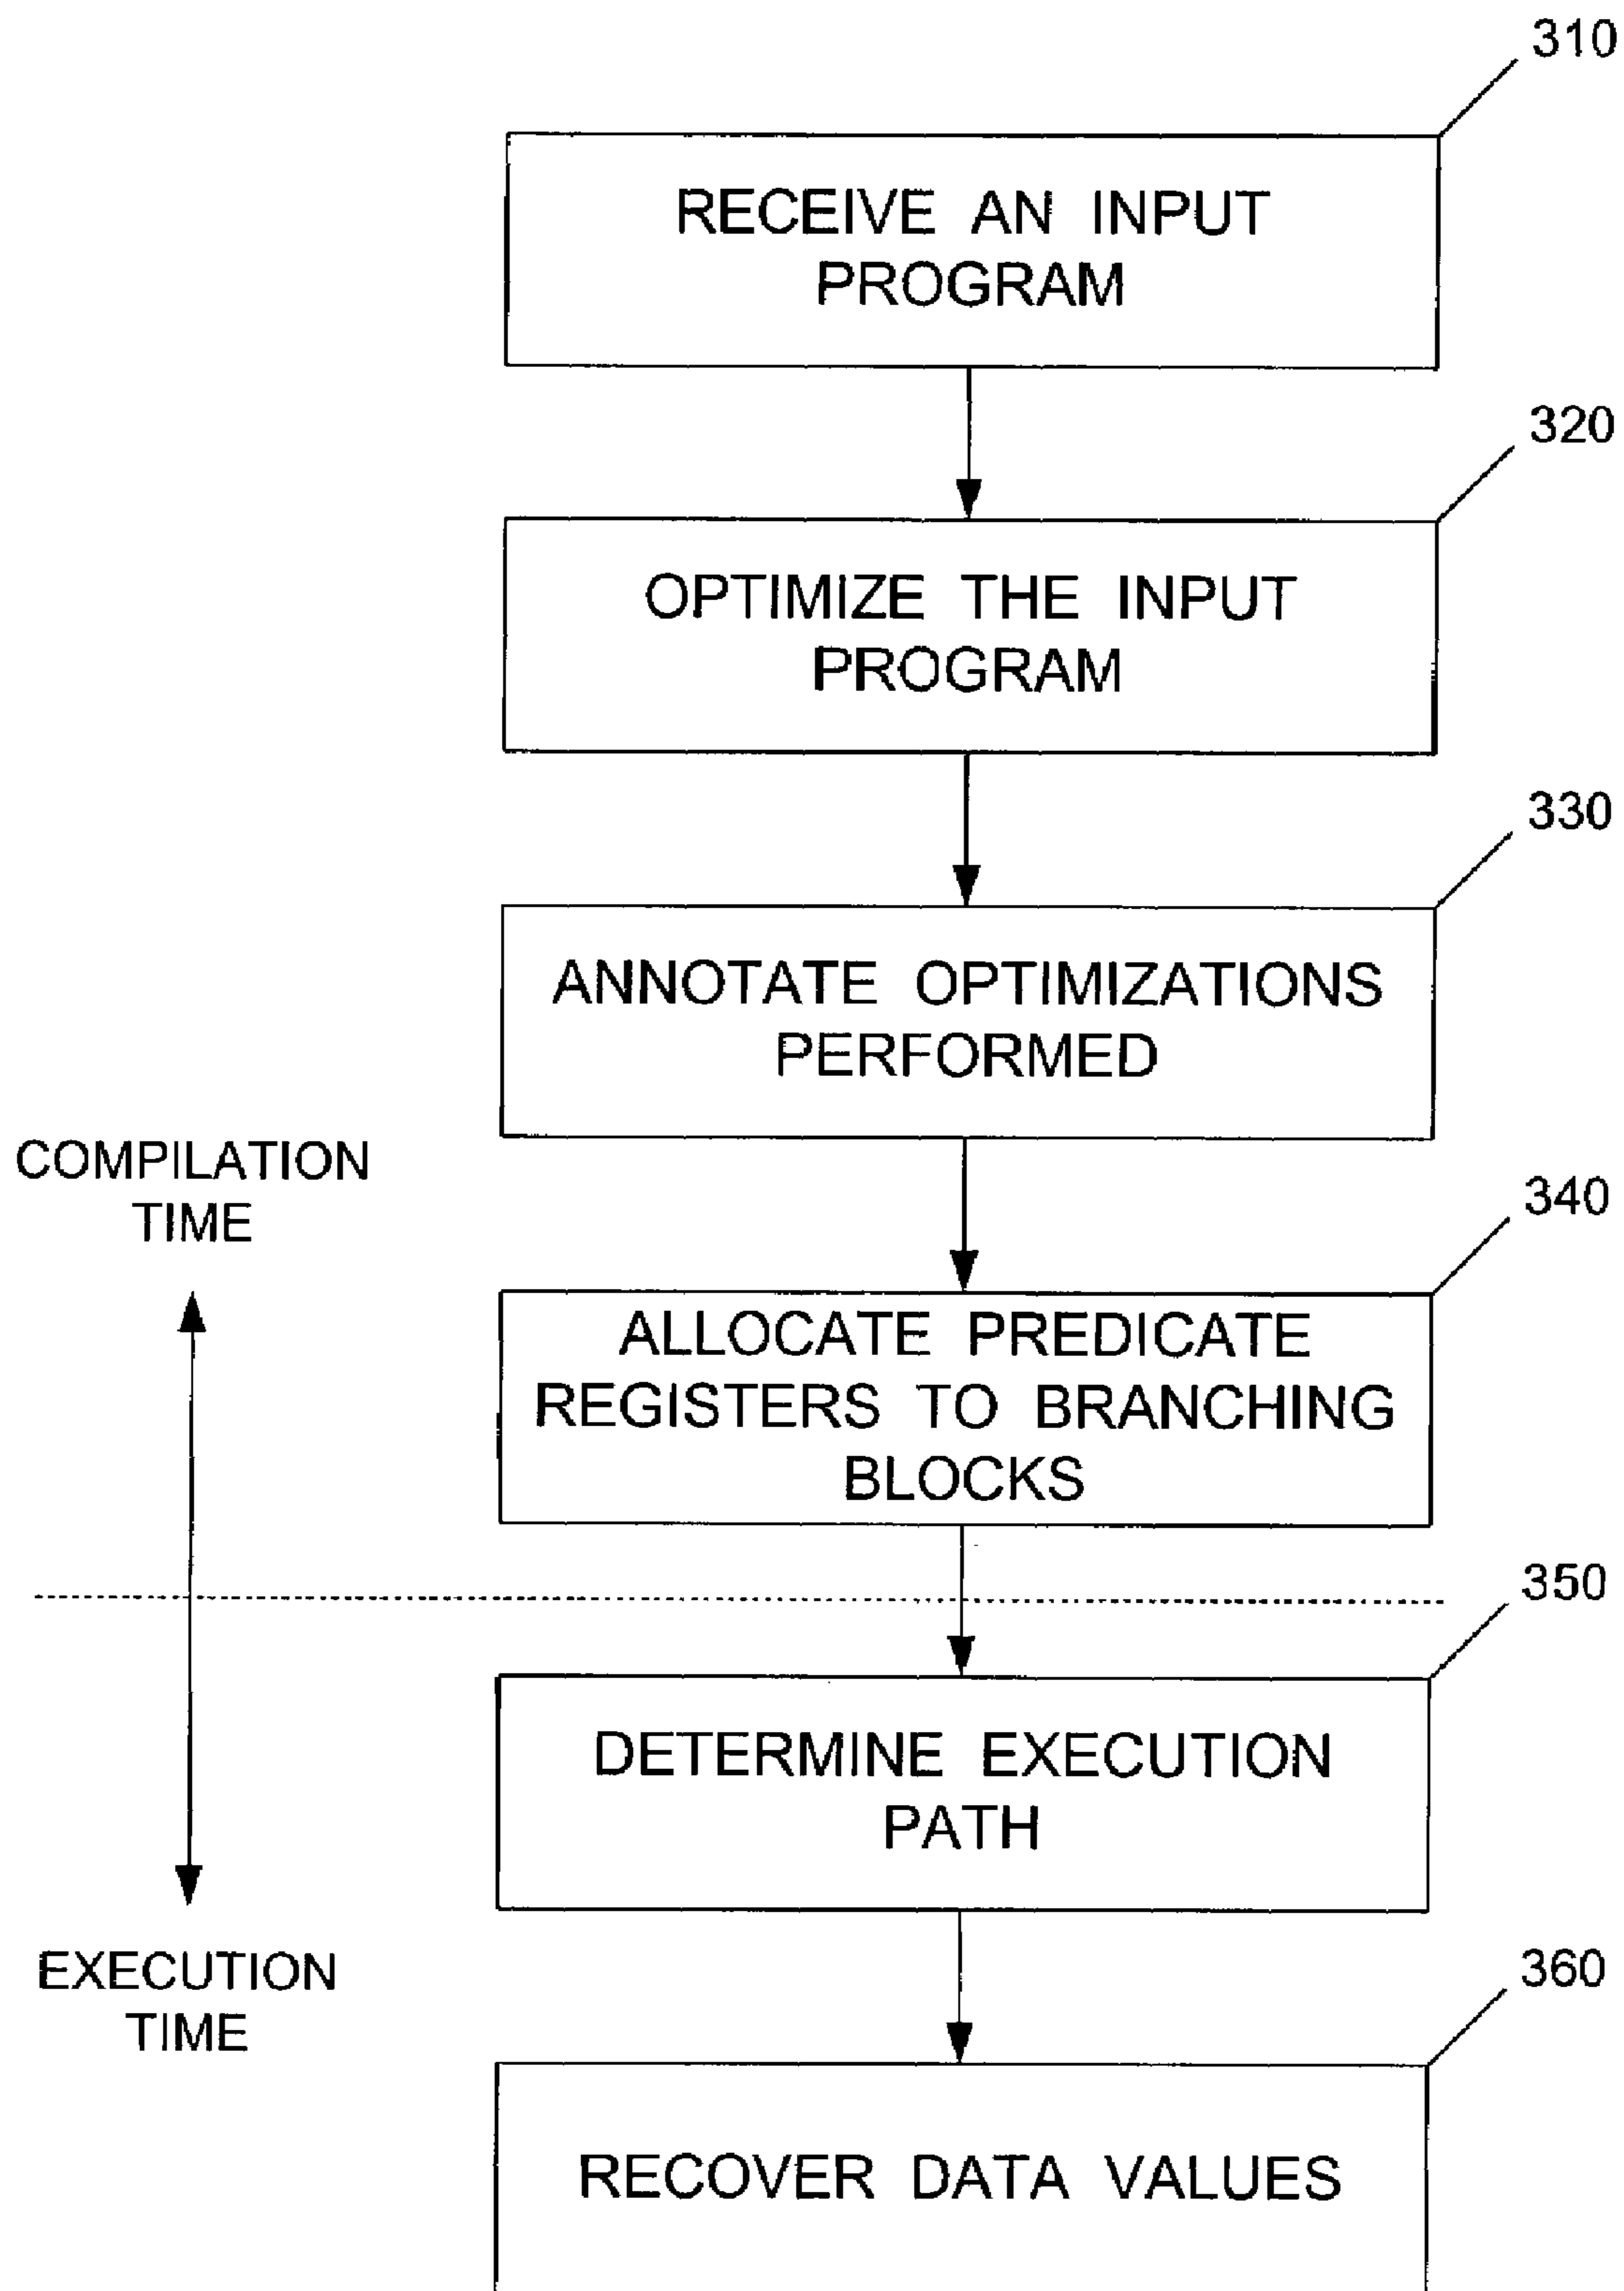 310
RECEIVE AN INPUT
PROGRAM
320
OPTIMIZE THE INPUT
PROGRAM
330
ANNOTATE OPTIMIZATIONS
PERFORMED
COMPILATION
TIME
340
ALLOCATE PREDICATE
REGISTERS TO BRANCHING
BLOCKS
350
DETERMINE EXECUTION
PATH
EXECUTION
TIME
360
RECOVER DATA VALUES